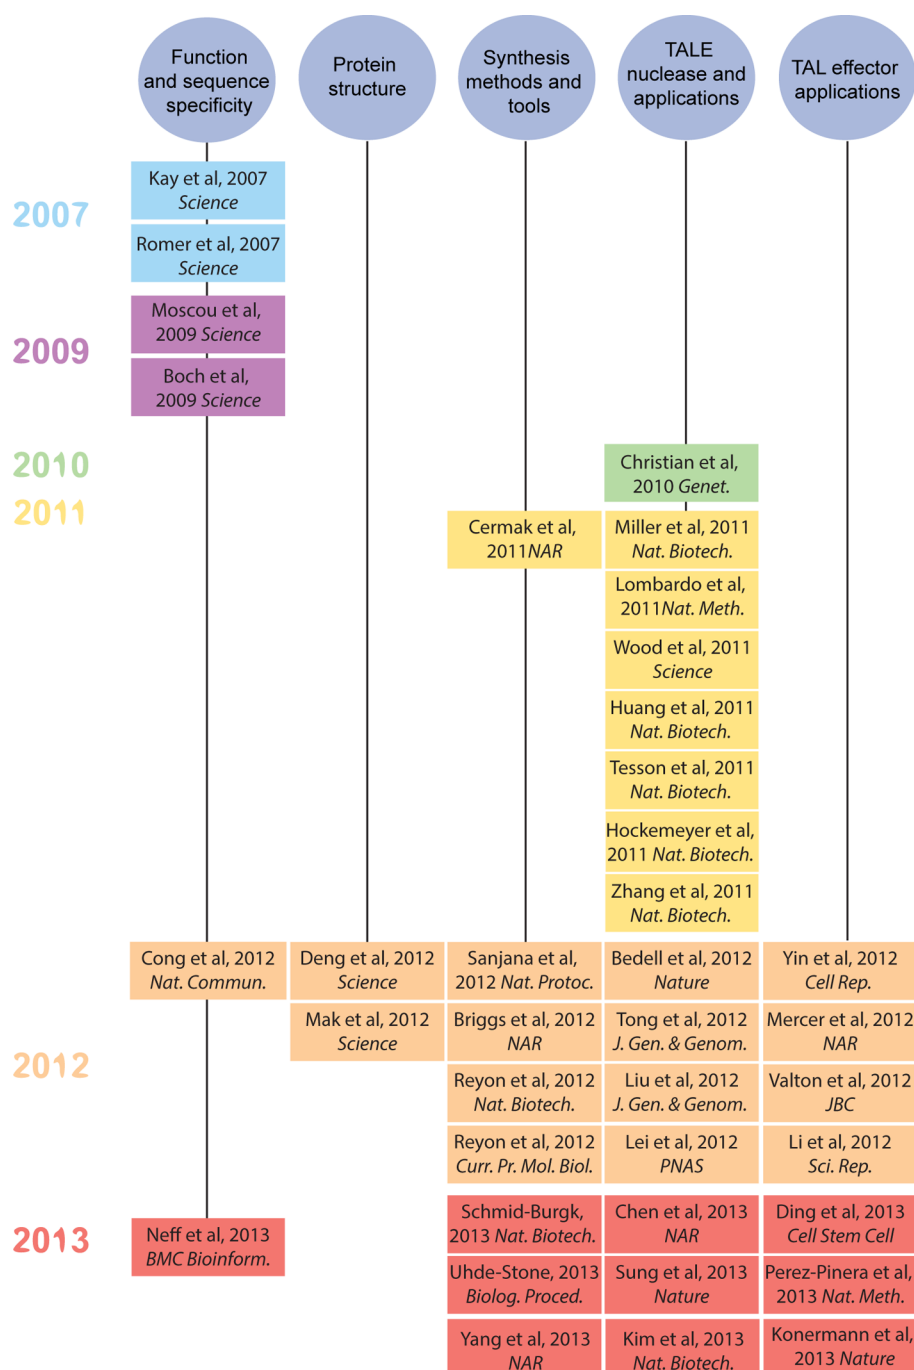 Function
and sequence
specificity
Protein
structure
Synthesis
methods and
tools
TALE
nuclease and
applications
TAL effector
applications
2007
Kay et al, 2007
Science
Romer et al, 2007
Science
2009
Moscou et al,
2009 Science
Boch et al,
2009 Science
2010
Christian et al,
2010 Genet.
2011
Cermak et al,
2011NAR
Miller et al, 2011
Nat. Biotech.
Lombardo et al,
2011Nat. Meth.
Wood et al, 2011
Science
Huang et al, 2011
Nat. Biotech.
Tesson et al, 2011
Nat. Biotech.
Hockemeyer et al,
2011 Nat. Biotech.
Zhang et al, 2011
Nat. Biotech.
2012
Cong et al, 2012
Nat. Commun.
Deng et al, 2012
Science
Sanjana et al,
2012 Nat. Protoc.
Bedell et al, 2012
Nature
Yin et al, 2012
Cell Rep.
Mak et al, 2012
Science
Briggs et al, 2012
NAR
Tong et al, 2012
J. Gen. & Genom.
Mercer et al, 2012
NAR
Reyon et al, 2012
Nat. Biotech.
Liu et al, 2012
J. Gen. & Genom.
Valton et al, 2012
JBC
Reyon et al, 2012
Curr. Pr. Mol. Biol.
Lei et al, 2012
PNAS
Li et al, 2012
Sci. Rep.
2013
Neff et al, 2013
BMC Bioinform.
Schmid-Burgk,
2013 Nat. Biotech.
Chen et al, 2013
NAR
Ding et al, 2013
Cell Stem Cell
Uhde-Stone, 2013
Biolog. Proced.
Sung et al, 2013
Nature
Perez-Pinera et al,
2013 Nat. Meth.
Yang et al, 2013
NAR
Kim et al, 2013
Nat. Biotech.
Konermann et al,
2013 Nature